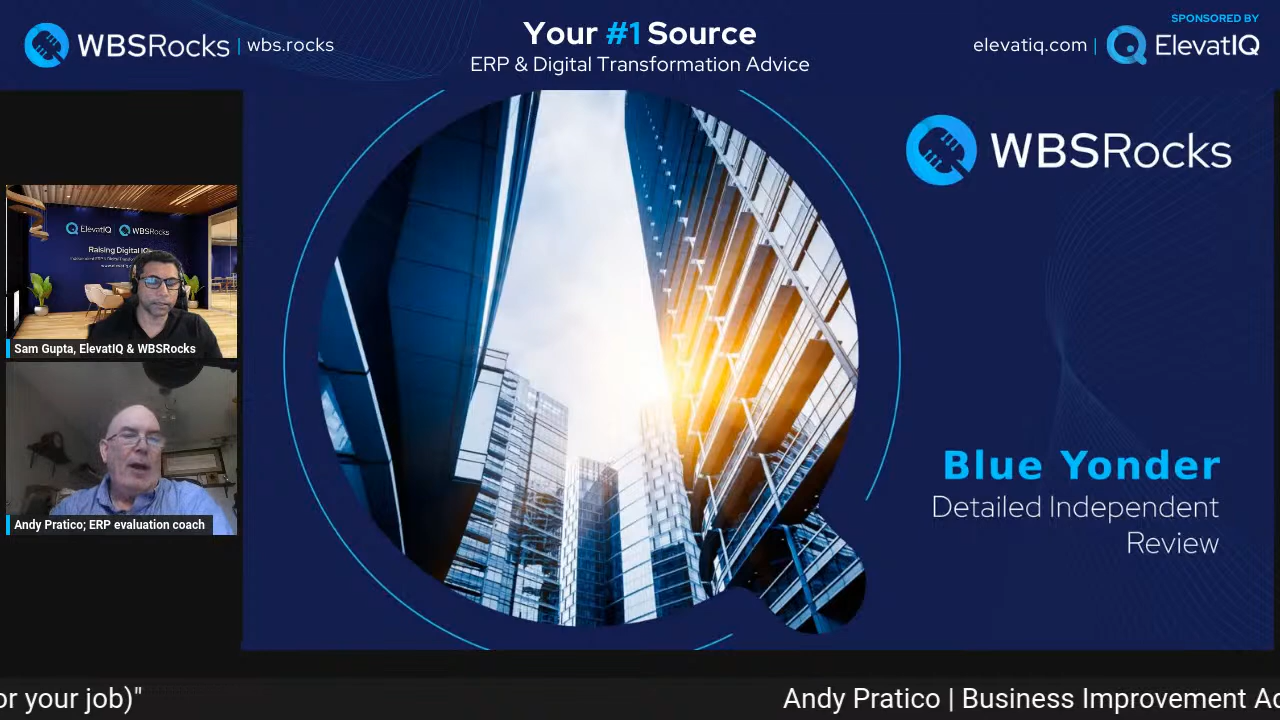 WBSRocks | wbs.rocks
Your #1 Source
ERP & Digital Transformation Advice
SPONSORED BY
elevatiq.com | ElevatIQ
WBSRocks
ElevatIQ WBSRocks
Raising Digital IQ
Sam Gupta, ElevatIQ & WBSRocks
Andy Pratico; ERP evaluation coach
Blue Yonder
Detailed Independent
Review
or your job)"
Andy Pratico | Business Improvement Ad